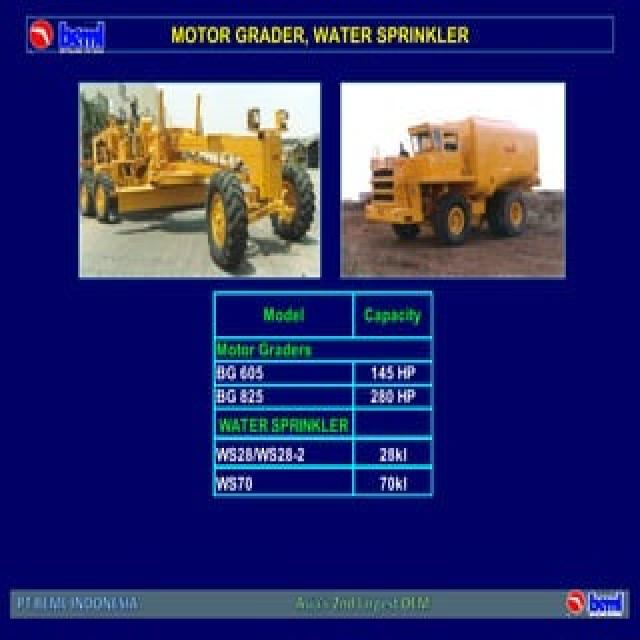 beml
MOTOR GRADER, WATER SPRINKLER
Model Capacity
Motor Graders
BG 605 145 HP
BG 825 280 HP
WATER SPRINKLER
WS28/WS28-2 28kl
WS70 70kl
PT BEML INDONESIA Asia's 2nd Largest OEM beml